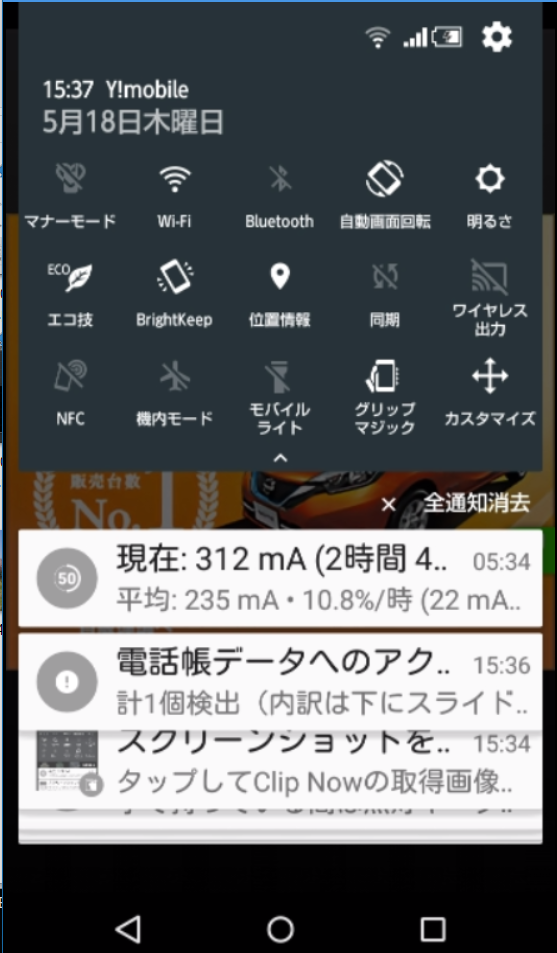 15:37 Y!mobile
5月18日木曜日
マナーモード
Wi-Fi
Bluetooth
自動画面回転
明るさ
ECO
エコ技
BrightKeep
位置情報
同期
ワイヤレス
出力
NFC
機内モード
モバイル
ライト
グリップ
マジック
カスタマイズ
販売台数
No.1
× 全通知消去
50
現在: 312 mA (2時間 4.. 05:34
平均: 235 mA・10.8%/時 (22 mA..
電話帳データへのアク.. 15:36
計1個検出（内訳は下にスライド..
スクリーンショットを.. 15:34
タップしてClip Nowの取得画像..